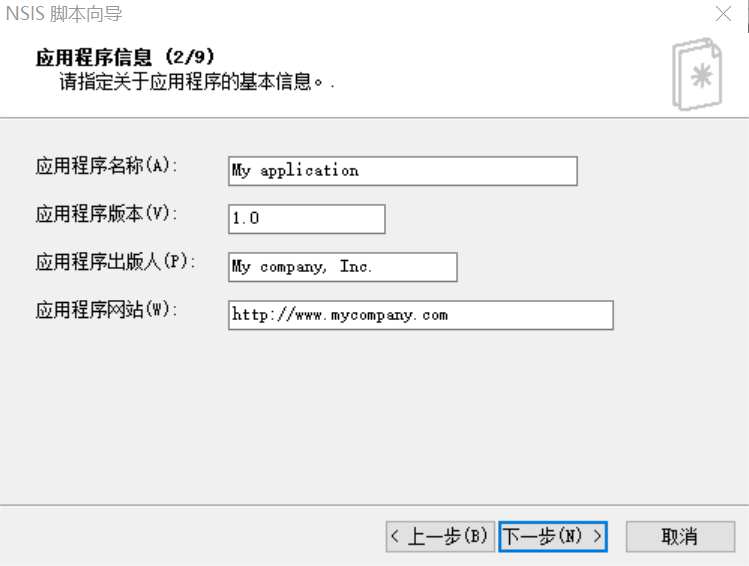 NSIS 脚本向导
应用程序信息 (2/9)
请指定关于应用程序的基本信息。.
应用程序名称(A): My application
应用程序版本(V): 1.0
应用程序出版人(P): My company, Inc.
应用程序网站(W): http://www.mycompany.com
< 上一步(B) 下一步(N) > 取消